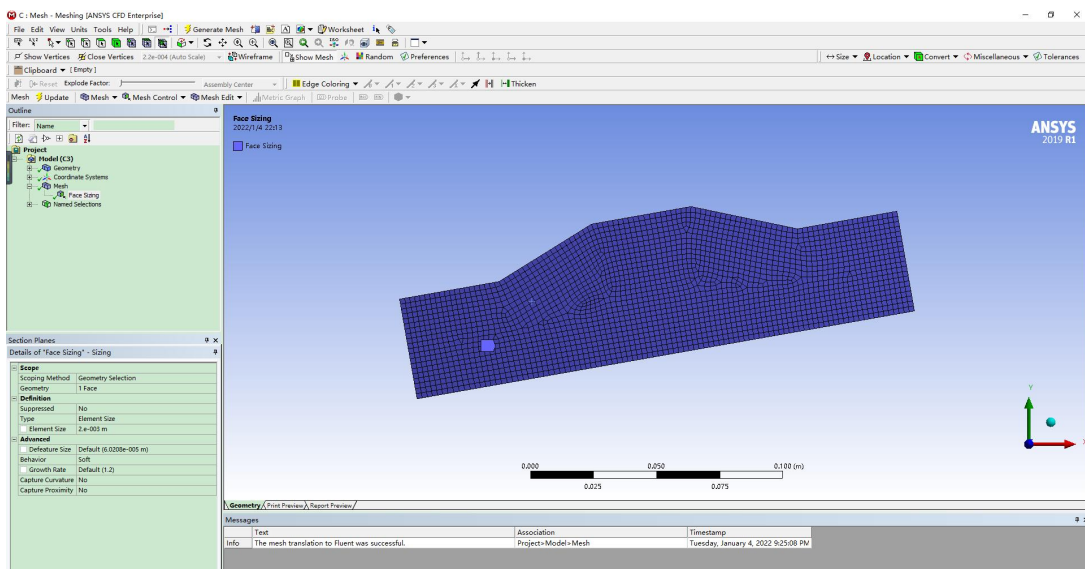 C : Mesh - Meshing [ANSYS CFD Enterprise]
File Edit View Units Tools Help Generate Mesh Worksheet
Show Vertices Close Vertices 2.2e-004 (Auto Scale) Wireframe Show Mesh Random Preferences Size Location Convert Miscellaneous Tolerances
Clipboard [Empty]
Reset Explode Factor: Assembly Center Edge Coloring Thicken
Mesh Update Mesh Mesh Control Mesh Edit Metric Graph Probe
Outline
Filter: Name
Project
Model (C3)
Geometry
Coordinate Systems
Mesh
Face Sizing
Named Selections
Face Sizing
2022/1/4 22:13
Face Sizing
ANSYS
2019 R1
Section Planes
Details of "Face Sizing" - Sizing
Scope
Scoping Method Geometry Selection
Geometry 1 Face
Definition
Suppressed No
Type Element Size
Element Size 2.e-003 m
Advanced
Defeature Size Default (6.0208e-005 m)
Behavior Soft
Growth Rate Default (1.2)
Capture Curvature No
Capture Proximity No
Y
X
0.000 0.050 0.100 (m)
0.025 0.075
Geometry Print Preview Report Preview
Messages
Text Association Timestamp
Info The mesh translation to Fluent was successful. Project>Model>Mesh Tuesday, January 4, 2022 9:25:08 PM